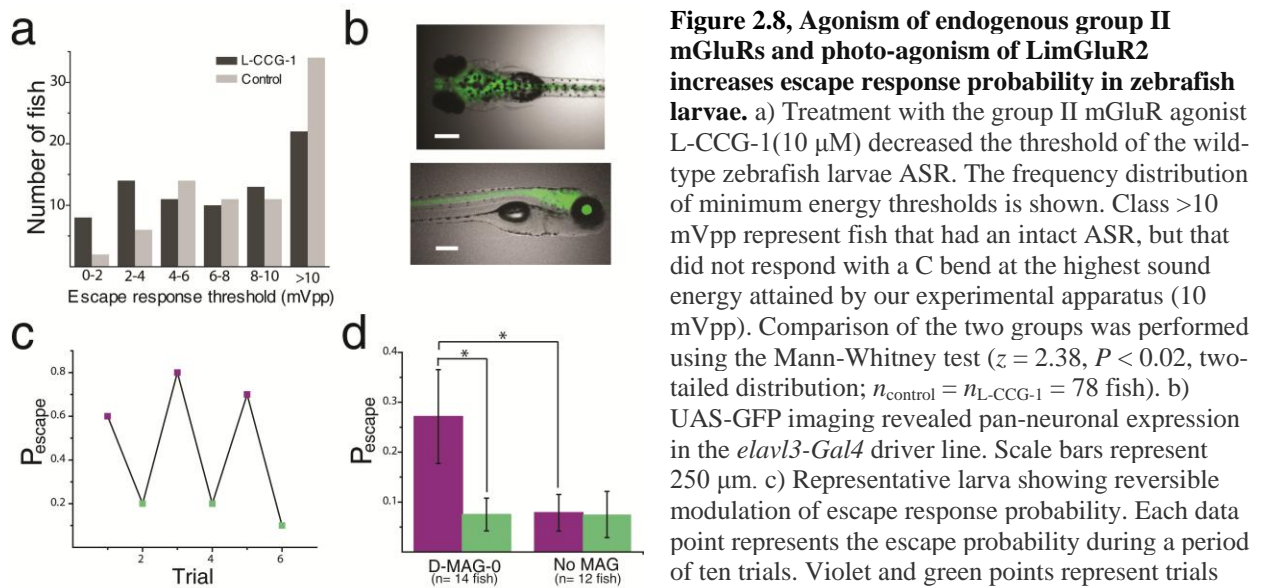 a
L-CCG-1
Control
Number of fish
30
20
10
0-2 2-4 4-6 6-8 8-10 >10
Escape response threshold (mVpp)
b
c
P escape
0.8
0.6
0.4
0.2
2 4 6
Trial
d
P escape
0.4
0.3
0.2
0.1
*
*
D-MAG-0 No MAG
(n= 14 fish) (n= 12 fish)
Figure 2.8, Agonism of endogenous group II
mGluRs and photo-agonism of LimGluR2
increases escape response probability in zebrafish
larvae. a) Treatment with the group II mGluR agonist
L-CCG-1(10 μM) decreased the threshold of the wild-
type zebrafish larvae ASR. The frequency distribution
of minimum energy thresholds is shown. Class >10
mVpp represent fish that had an intact ASR, but that
did not respond with a C bend at the highest sound
energy attained by our experimental apparatus (10
mVpp). Comparison of the two groups was performed
using the Mann-Whitney test (z = 2.38, P < 0.02, two-
tailed distribution; ncontrol = nL-CCG-1 = 78 fish). b)
UAS-GFP imaging revealed pan-neuronal expression
in the elavl3-Gal4 driver line. Scale bars represent
250 μm. c) Representative larva showing reversible
modulation of escape response probability. Each data
point represents the escape probability during a period
of ten trials. Violet and green points represent trials